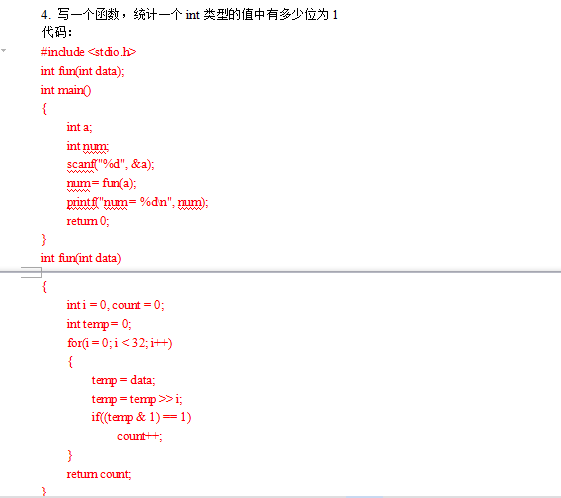 4. 写一个函数，统计一个 int 类型的值中有多少位为 1
代码：
#include <stdio.h>
int fun(int data);
int main()
{
int a;
int num;
scanf("%d", &a);
num = fun(a);
printf("num = %d\n", num);
return 0;
}
int fun(int data)
{
int i = 0, count = 0;
int temp = 0;
for(i = 0; i < 32; i++)
{
temp = data;
temp = temp >> i;
if((temp & 1) == 1)
count++;
}
return count;
}